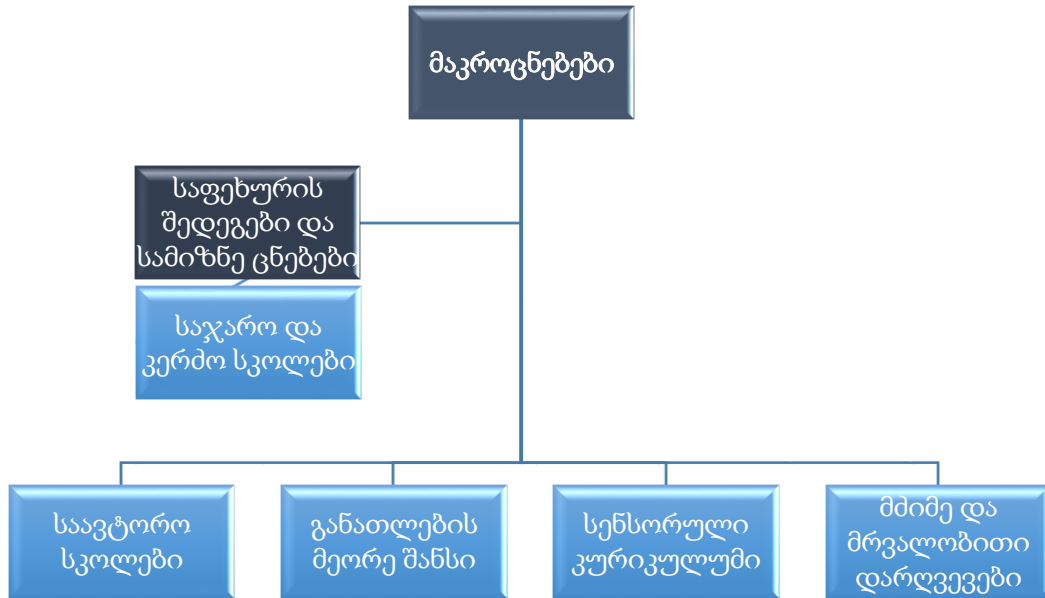 მაკროცნებები
საფეხურის
შედეგები და
სამიზნე ცნებები
საჯარო და
კერძო სკოლები
საავტორო
სკოლები
განათლების
მეორე შანსი
სენსორული
კურიკულუმი
მძიმე და
მრვალობითი
დარღვევები